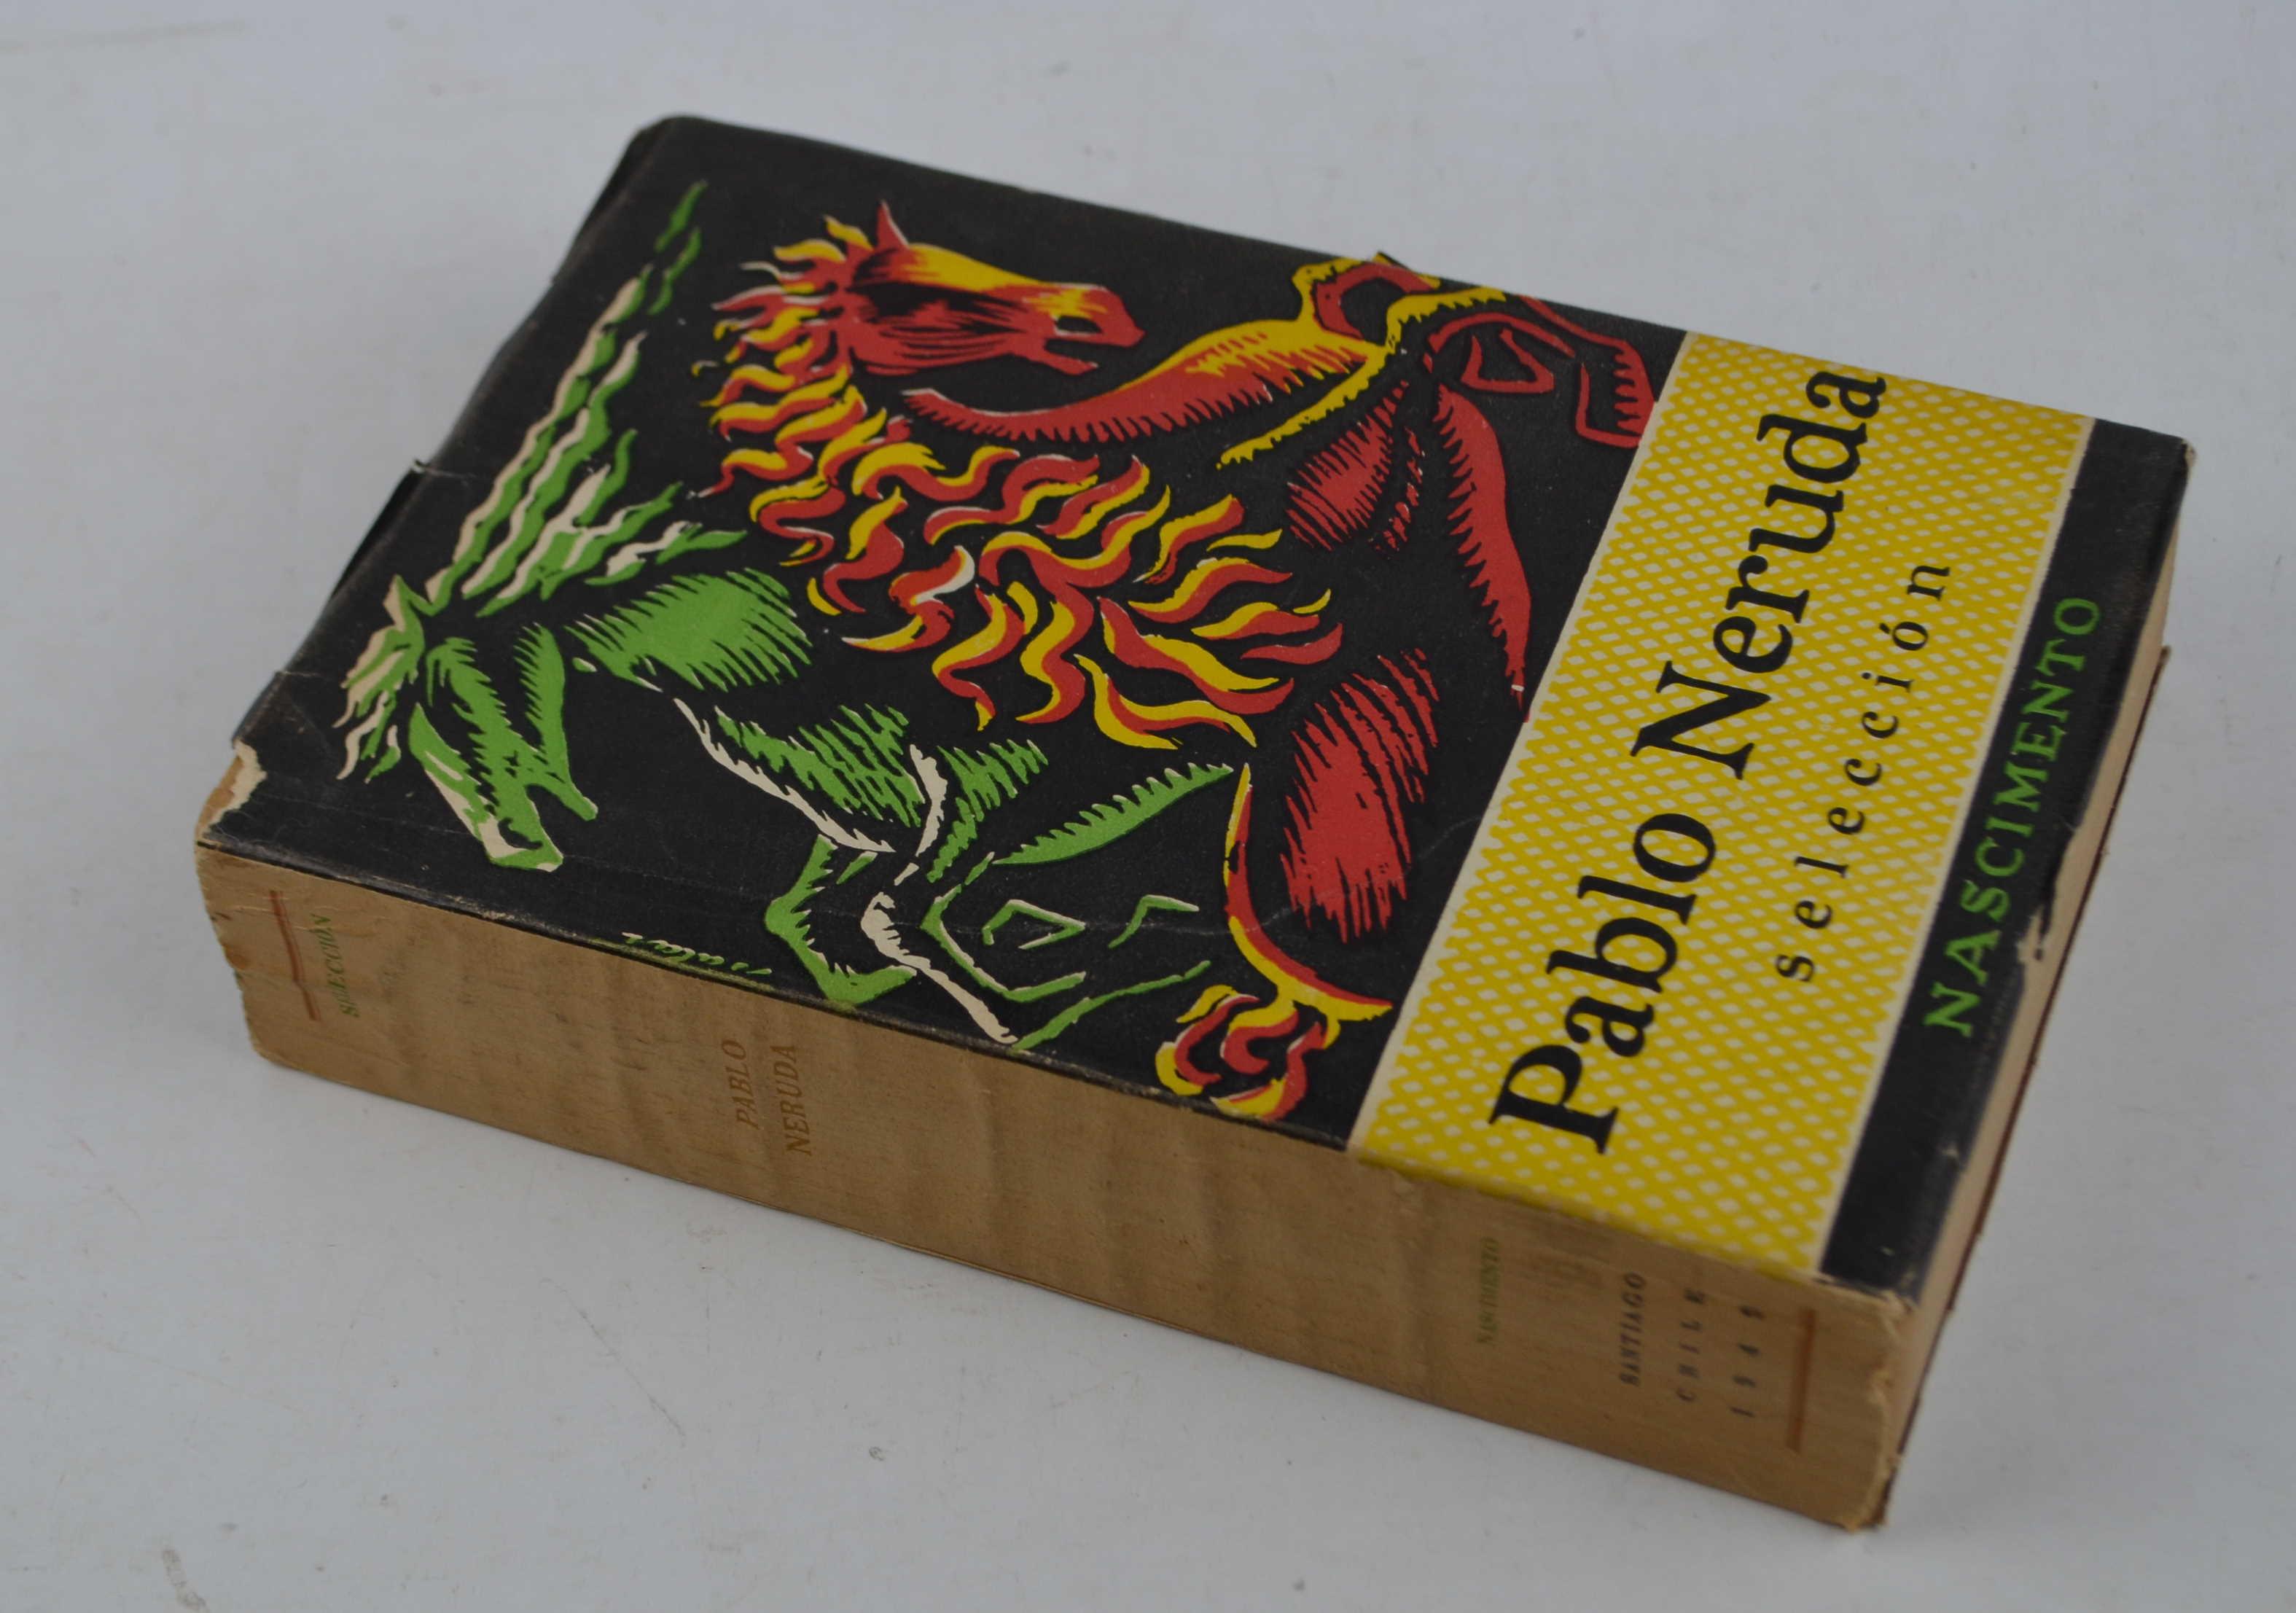 Pablo Neruda
selección
NASCIMENTO
SELECCIÓN
PABLO
NERUDA
NASCIMENTO
SANTIAGO
CHILE